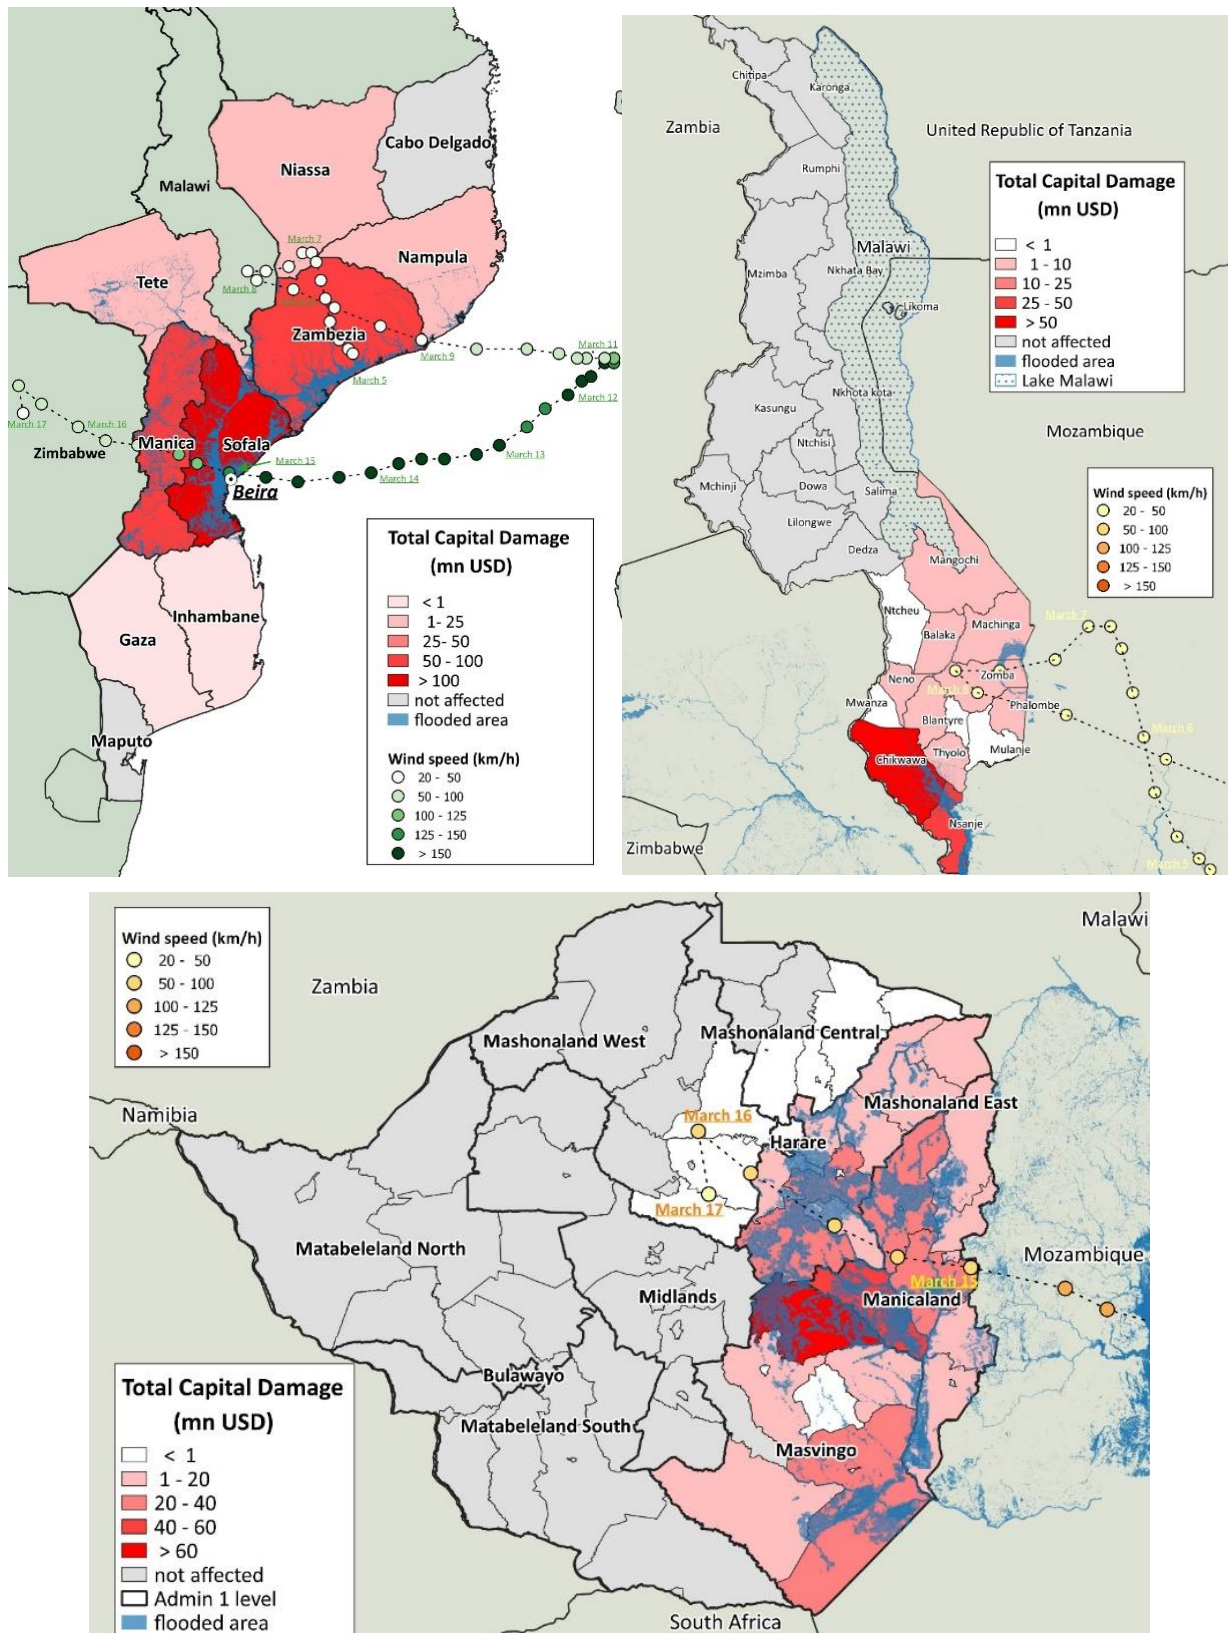 Cabo Delgado
Niassa
Malawi
March 7
Nampula
Tete
March 8
Zambezia
March 9
March 11
March 5
March 12
March 17
March 16
Zimbabwe
Manica
Sofala
March 13
March 15
March 14
Beira
Inhambane
Gaza
Maputo
Total Capital Damage
(mn USD)
< 1
1- 25
25- 50
50 - 100
> 100
not affected
flooded area
Wind speed (km/h)
20 - 50
50 - 100
100 - 125
125 - 150
> 150
Chitipa
Karonga
Zambia
United Republic of Tanzania
Rumphi
Total Capital Damage
(mn USD)
< 1
1 - 10
10 - 25
25 - 50
> 50
not affected
flooded area
Lake Malawi
Malawi
Mzimba
Nkhata Bay
Likoma
Nkhota kota
Kasungu
Mozambique
Ntchisi
Mchinji
Dowa
Salima
Lilongwe
Dedza
Wind speed (km/h)
20 - 50
50 - 100
100 - 125
125 - 150
> 150
Mangochi
Ntcheu
Machinga
March 7
Balaka
Neno
Zomba
March 8
Mwanza
Phalombe
Blantyre
March 6
Chikwawa
Thyolo
Mulanje
Nsanje
Zimbabwe
March 5
Wind speed (km/h)
20 - 50
50 - 100
100 - 125
125 - 150
> 150
Malawi
Zambia
Mashonaland West
Mashonaland Central
Namibia
Mashonaland East
March 16
Harare
March 17
Matabeleland North
Mozambique
March 15
Midlands
Manicaland
Bulawayo
Matabeleland South
Masvingo
Total Capital Damage
(mn USD)
< 1
1 - 20
20 - 40
40 - 60
> 60
not affected
Admin 1 level
flooded area
South Africa